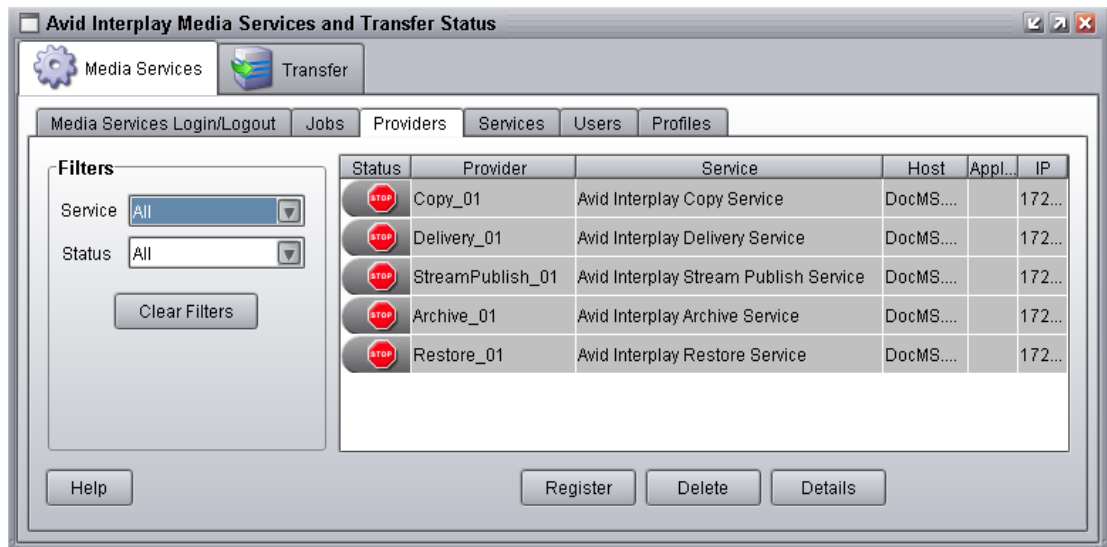 Avid Interplay Media Services and Transfer Status
Media Services Transfer
Media Services Login/Logout Jobs Providers Services Users Profiles
Filters
Service All
Status All
Clear Filters
Status Provider Service Host Appl... IP
STOP Copy_01 Avid Interplay Copy Service DocMS.... 172...
STOP Delivery_01 Avid Interplay Delivery Service DocMS.... 172...
STOP StreamPublish_01 Avid Interplay Stream Publish Service DocMS.... 172...
STOP Archive_01 Avid Interplay Archive Service DocMS.... 172...
STOP Restore_01 Avid Interplay Restore Service DocMS.... 172...
Help Register Delete Details